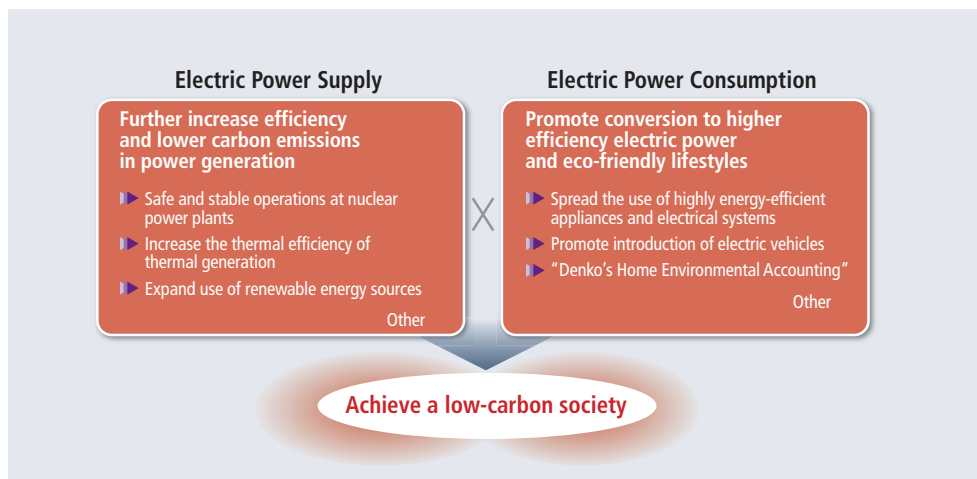 Electric Power Supply
Further increase efficiency
and lower carbon emissions
in power generation
Safe and stable operations at nuclear
power plants
Increase the thermal efficiency of
thermal generation
Expand use of renewable energy sources
Other
Electric Power Consumption
Promote conversion to higher
efficiency electric power
and eco-friendly lifestyles
Spread the use of highly energy-efficient
appliances and electrical systems
Promote introduction of electric vehicles
“Denko’s Home Environmental Accounting”
Other
Achieve a low-carbon society